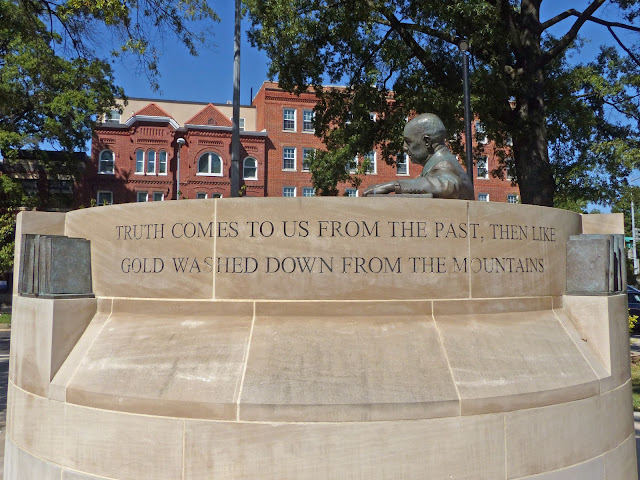 TRUTH COMES TO US FROM THE PAST, THEN LIKE
GOLD WASHED DOWN FROM THE MOUNTAINS